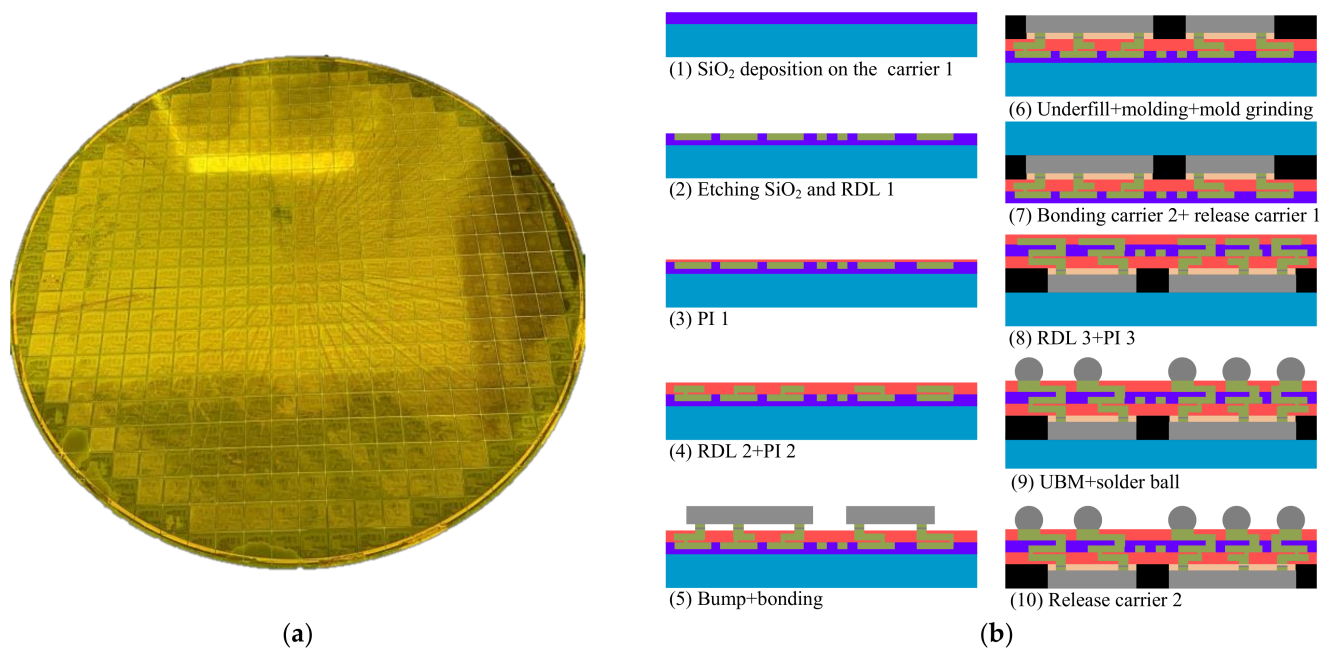 (1) SiO₂ deposition on the carrier 1
(2) Etching SiO₂ and RDL 1
(3) PI 1
(4) RDL 2+PI 2
(5) Bump+bonding
(6) Underfill+molding+mold grinding
(7) Bonding carrier 2+ release carrier 1
(8) RDL 3+PI 3
(9) UBM+solder ball
(10) Release carrier 2
(a)
(b)